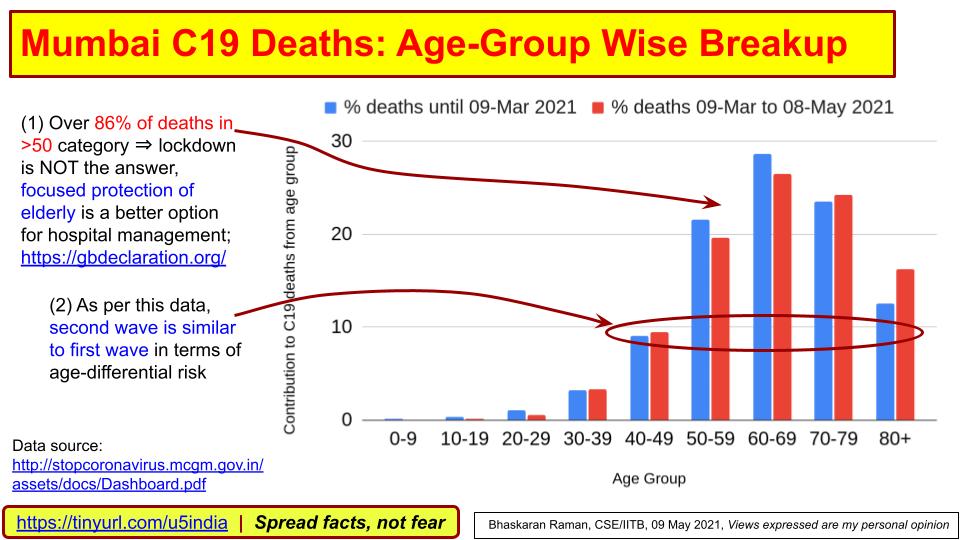 Mumbai C19 Deaths: Age-Group Wise Breakup
(1) Over 86% of deaths in
>50 category ⇒ lockdown
is NOT the answer,
focused protection of
elderly is a better option
for hospital management;
https://gbdeclaration.org/
(2) As per this data,
second wave is similar
to first wave in terms of
age-differential risk
Data source:
http://stopcoronavirus.mcgm.gov.in/
assets/docs/Dashboard.pdf
% deaths until 09-Mar 2021 % deaths 09-Mar to 08-May 2021
Contribution to C19 deaths from age group
30
20
10
0
0-9 10-19 20-29 30-39 40-49 50-59 60-69 70-79 80+
Age Group
https://tinyurl.com/u5india | Spread facts, not fear
Bhaskaran Raman, CSE/IITB, 09 May 2021, Views expressed are my personal opinion